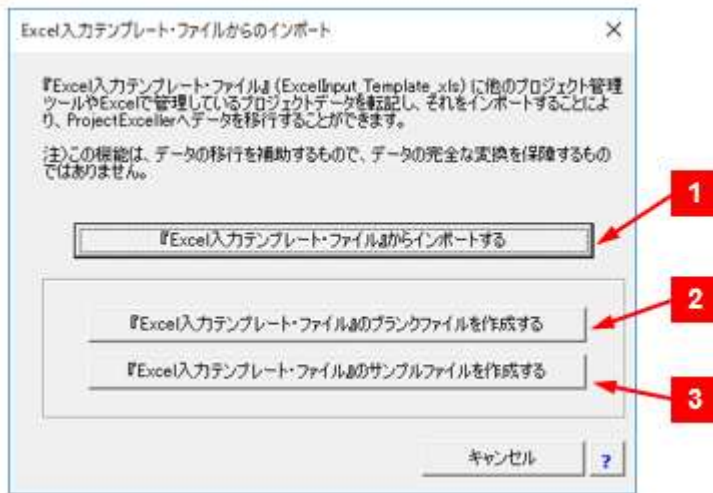 Excel入力テンプレート・ファイルからのインポート
『Excel入力テンプレート・ファイル』(ExcelInput_Template_xls)に他のプロジェクト管理
ツールやExcelで管理しているプロジェクトデータを転記し、それをインポートすることによ
り、ProjectExcellerへデータを移行することができます。
注)この機能は、データの移行を補助するもので、データの完全な変換を保障するもの
ではありません。
1
『Excel入力テンプレート・ファイル』からインポートする
2
『Excel入力テンプレート・ファイル』のブランクファイルを作成する
『Excel入力テンプレート・ファイル』のサンプルファイルを作成する
3
キャンセル
?